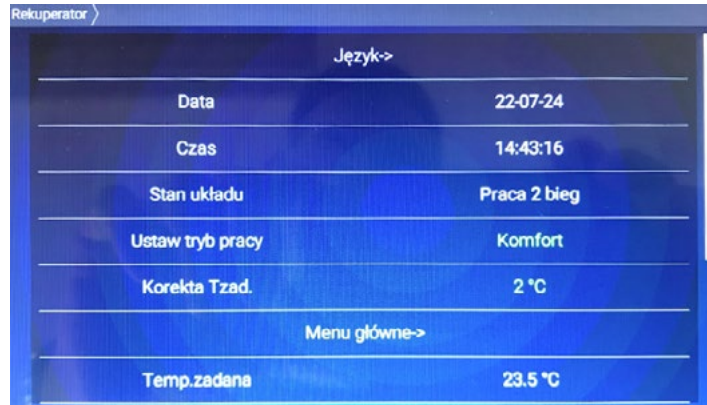 Rekuperator
Język->
Data 22-07-24
Czas 14:43:16
Stan układu Praca 2 bieg
Ustaw tryb pracy Komfort
Korekta Tzad. 2 °C
Menu główne->
Temp.zadana 23.5 °C